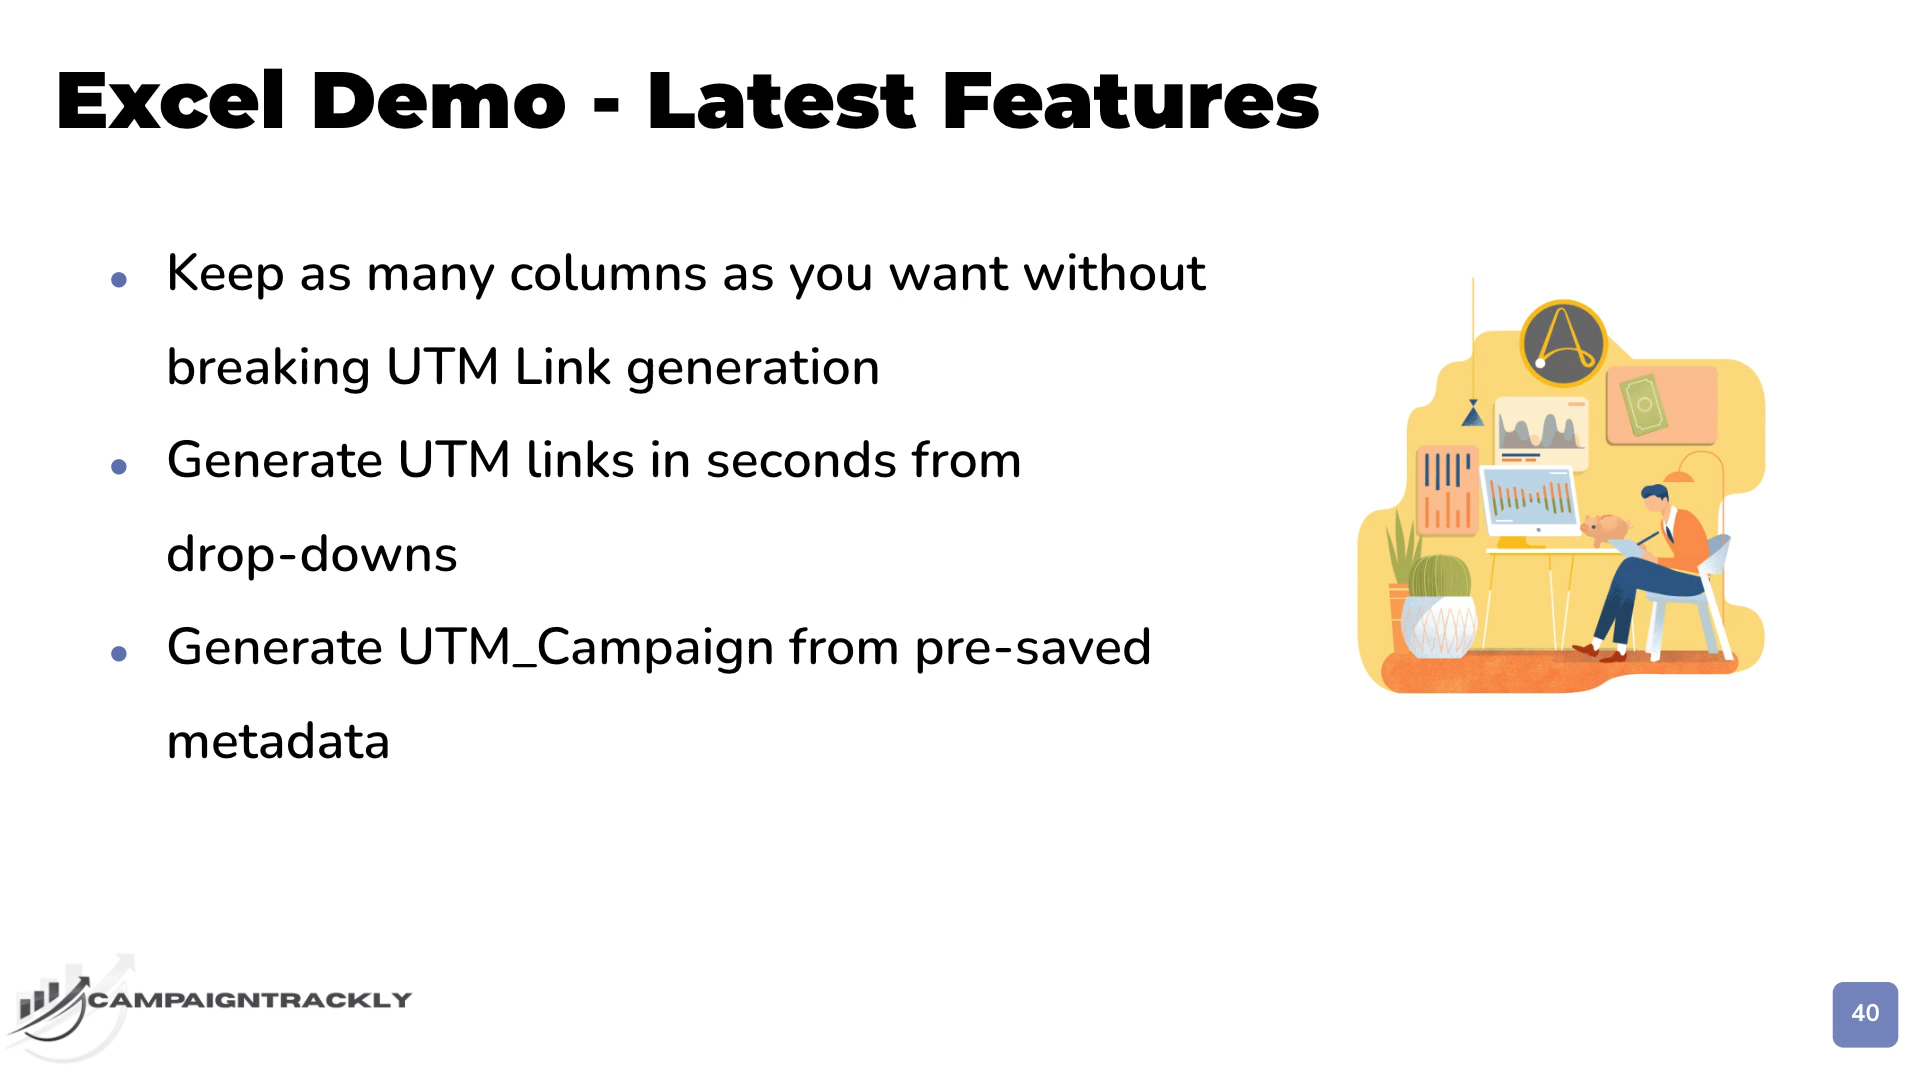 Excel Demo - Latest Features
• Keep as many columns as you want without
breaking UTM Link generation
• Generate UTM links in seconds from
drop-downs
• Generate UTM_Campaign from pre-saved
metadata
CAMPAIGNTRACKLY
40